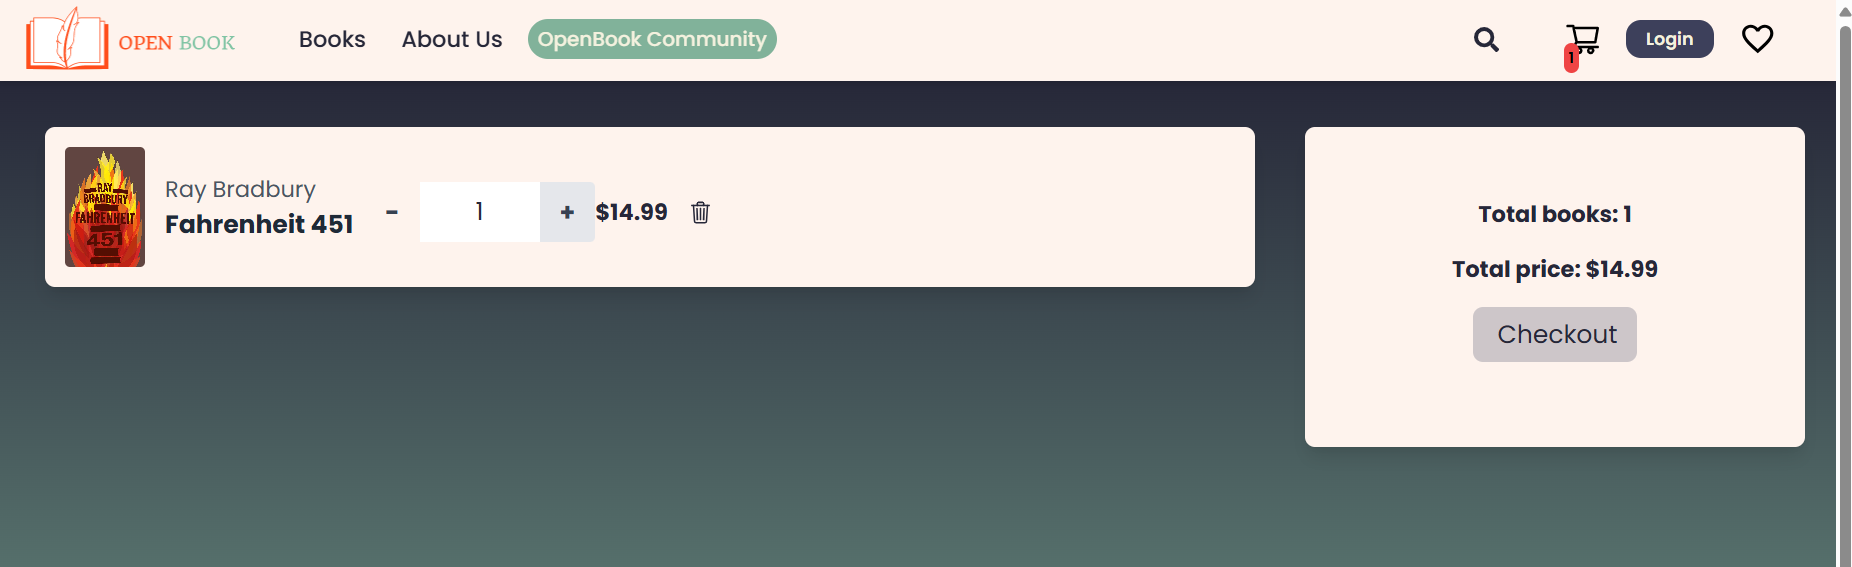 OPEN BOOK
Books
About Us
OpenBook Community
1
Login
RAY
BRADBURY
FAHRENHEIT
451
Ray Bradbury
Fahrenheit 451
-
1
+
$14.99
Total books: 1
Total price: $14.99
Checkout